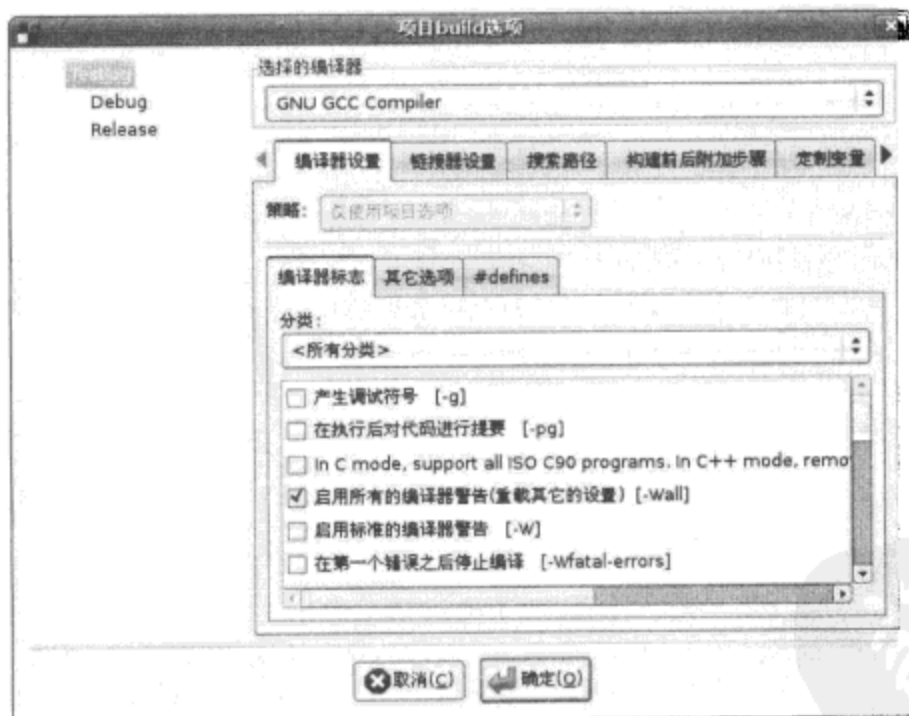 项目build选项
Debug
Release
选择的编译器
GNU GCC Compiler
编译器设置
链接器设置
搜索路径
构建前后附加步骤
定制变量
策略:
仅使用项目选项
编译器标志
其它选项
#defines
分类:
<所有分类>
产生调试符号 [-g]
在执行后对代码进行提要 [-pg]
In C mode, support all ISO C90 programs. In C++ mode, remo
启用所有的编译器警告(重载其它的设置) [-Wall]
启用标准的编译器警告 [-W]
在第一个错误之后停止编译 [-Wfatal-errors]
取消(C)
确定(O)